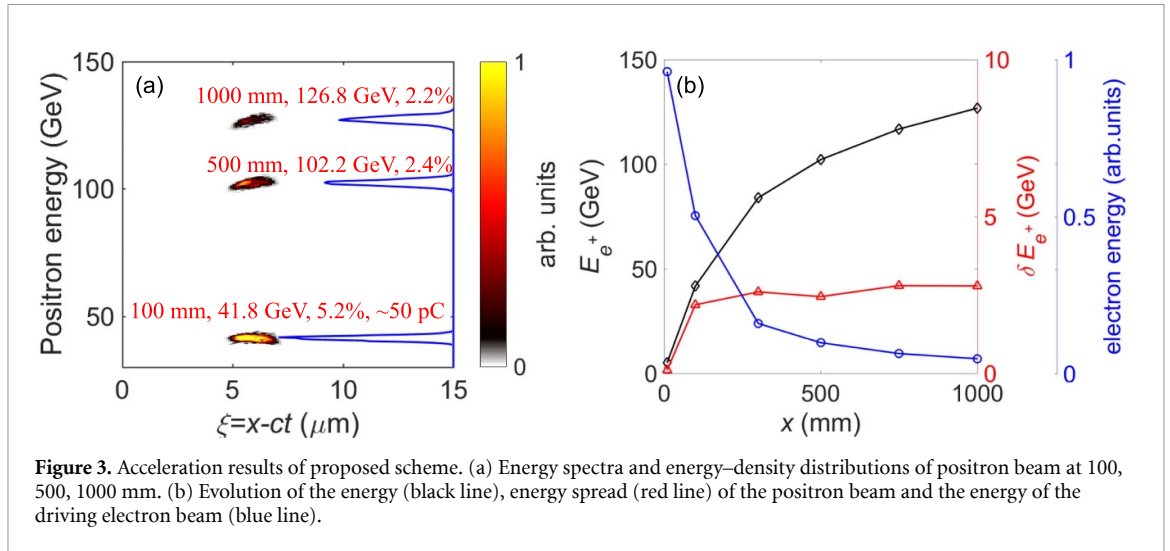 150
100
50
0
5
10
15
Positron energy (GeV)
ξ=x-ct (μm)
(a)
1000 mm, 126.8 GeV, 2.2%
500 mm, 102.2 GeV, 2.4%
100 mm, 41.8 GeV, 5.2%, ~50 pC
1
0
arb. units
150
100
50
0
E_e+ (GeV)
(b)
0
500
1000
x (mm)
10
5
0
δ E_e+ (GeV)
1
0.5
0
electron energy (arb.units)
Figure 3. Acceleration results of proposed scheme. (a) Energy spectra and energy–density distributions of positron beam at 100,
500, 1000 mm. (b) Evolution of the energy (black line), energy spread (red line) of the positron beam and the energy of the
driving electron beam (blue line).